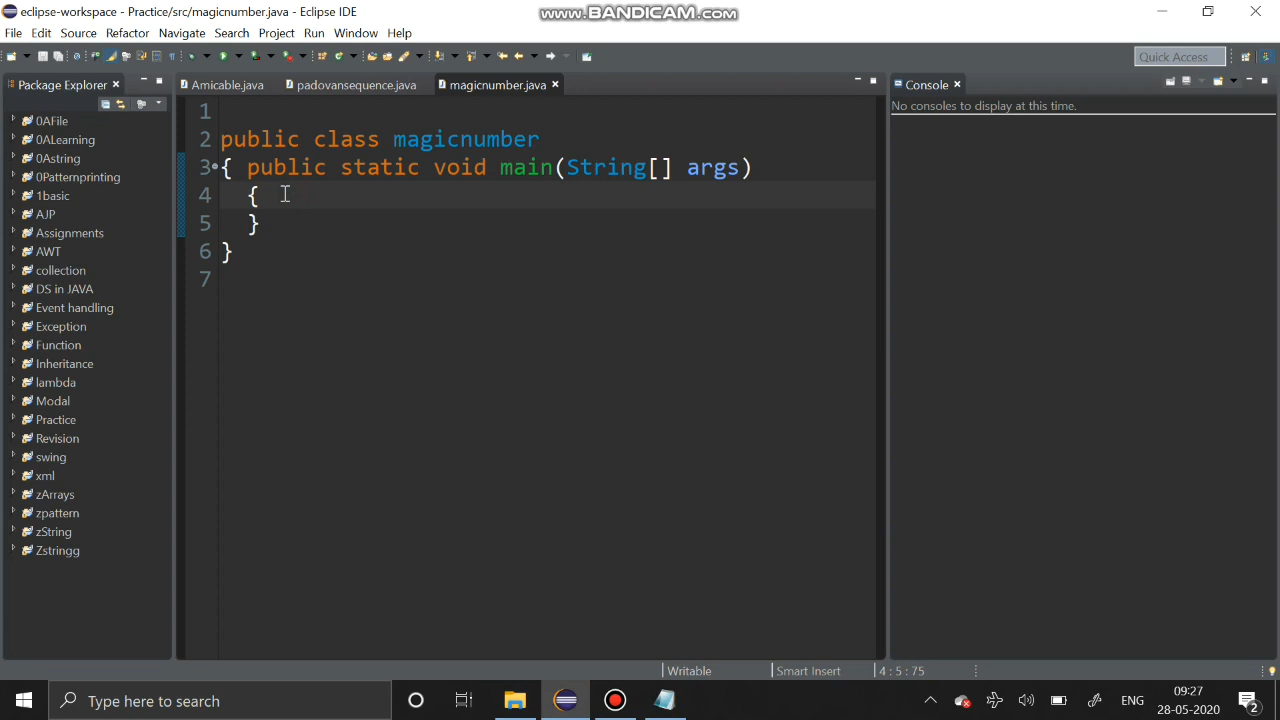 eclipse-workspace - Practice/src/magicnumber.java - Eclipse IDE
www.BANDICAM.com
File Edit Source Refactor Navigate Search Project Run Window Help
Quick Access
Package Explorer
Amicable.java
padovansequence.java
magicnumber.java
Console
No consoles to display at this time.
0AFile
0ALearning
0Astring
0Patternprinting
1basic
AJP
Assignments
AWT
collection
DS in JAVA
Event handling
Exception
Function
Inheritance
lambda
Modal
Practice
Revision
swing
xml
zArrays
zpattern
zString
Zstringg
1
2 public class magicnumber
3 { public static void main(String[] args)
4 {
5 }
6 }
7
Writable Smart Insert 4 : 5 : 75
Type here to search
ENG
09:27
28-05-2020
2